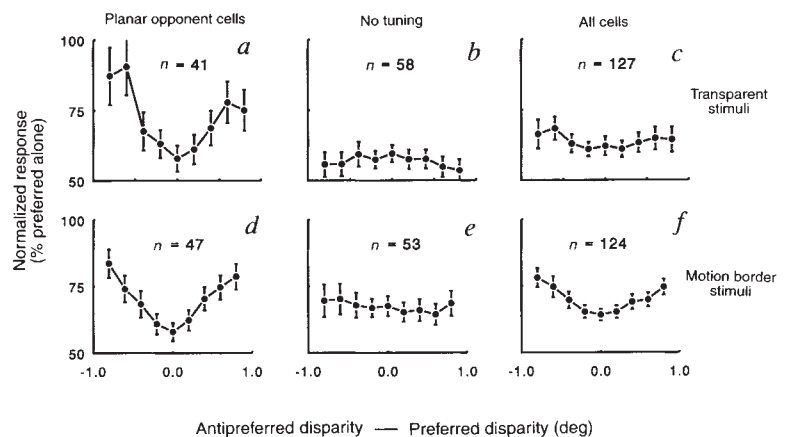 Planar opponent cells No tuning All cells
100 a b c
n = 41 n = 58 n = 127
Transparent
stimuli
75
50
Normalized response
(% preferred alone)
100 d e f
n = 47 n = 53 n = 124
Motion border
stimuli
75
50
-1.0 0.0 1.0 -1.0 0.0 1.0 -1.0 0.0 1.0
Antipreferred disparity — Preferred disparity (deg)